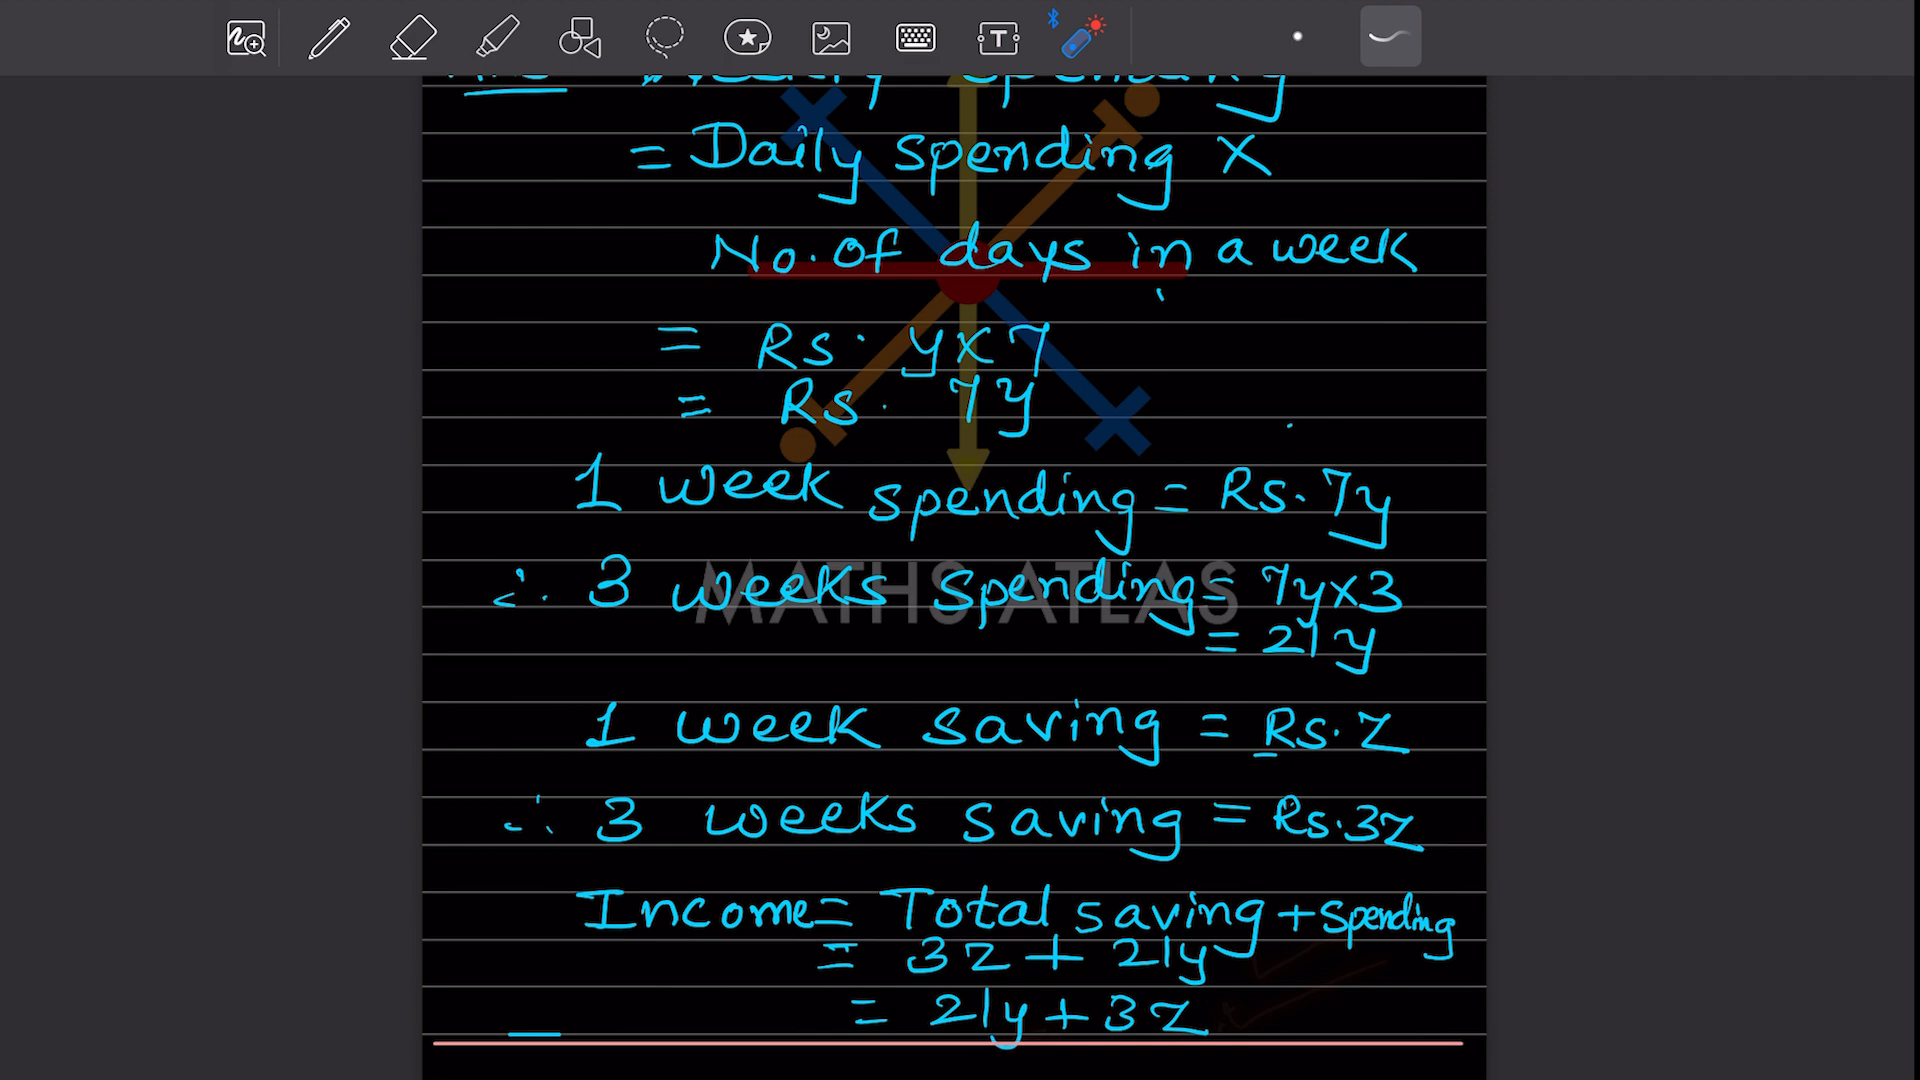 spending
= Daily spending X
No. of days in a week
= Rs. y x 7
= Rs. 7y
1 week spending = Rs. 7y
∴ 3 weeks spending = 7y x 3
= 21y
MATHS ATLAS
1 week saving = Rs. z
∴ 3 weeks saving = Rs. 3z
Income = Total saving + spending
= 3z + 21y
= 21y + 3z